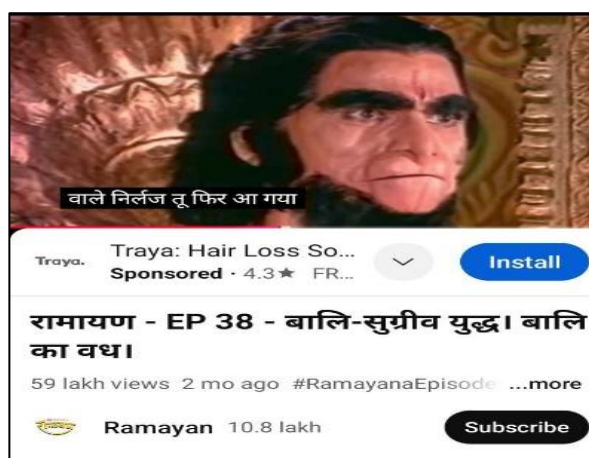 वाले निर्लज तू फिर आ गया
Traya.
Traya: Hair Loss So...
Sponsored · 4.3★ FR...
Install
रामायण - EP 38 - बालि-सुग्रीव युद्ध। बालि
का वध।
59 lakh views 2 mo ago #RamayanaEpisode ...more
Ramayan 10.8 lakh
Subscribe